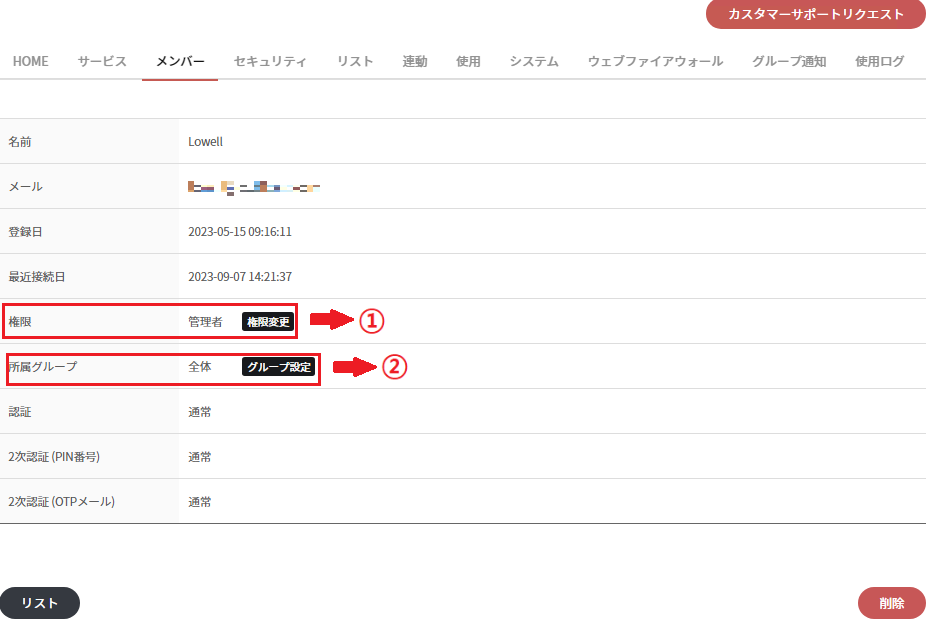 カスタマーサポートリクエスト
HOME サービス メンバー セキュリティ リスト 連動 使用 システム ウェブファイアウォール グループ通知 使用ログ
名前 Lowell
メール
登録日 2023-05-15 09:16:11
最近接続日 2023-09-07 14:21:37
権限 管理者 権限変更 ①
所属グループ 全体 グループ設定 ②
認証 通常
2次認証 (PIN番号) 通常
2次認証 (OTPメール) 通常
リスト 削除